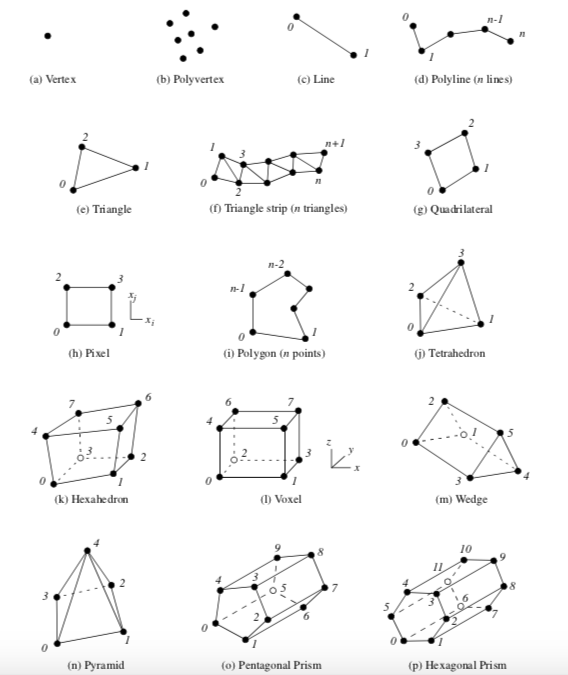 0
n-1
0
n
1
1
(a) Vertex
(b) Polyvertex
(c) Line
(d) Polyline (n lines)
2
1
3
n+1
2
3
1
1
0
0
2
n
0
(e) Triangle
(f) Triangle strip (n triangles)
(g) Quadrilateral
2
3
xj
xi
0
1
n-2
n-1
0
1
3
2
0
1
(h) Pixel
(i) Polygon (n points)
(j) Tetrahedron
7
6
4
5
3
2
0
1
6
7
4
5
2
3
0
1
z
y
x
2
0
1
5
3
4
(k) Hexahedron
(l) Voxel
(m) Wedge
4
3
2
0
1
9
8
4
3
5
7
2
6
0
1
10
9
11
4
8
3
6
5
7
2
0
1
(n) Pyramid
(o) Pentagonal Prism
(p) Hexagonal Prism